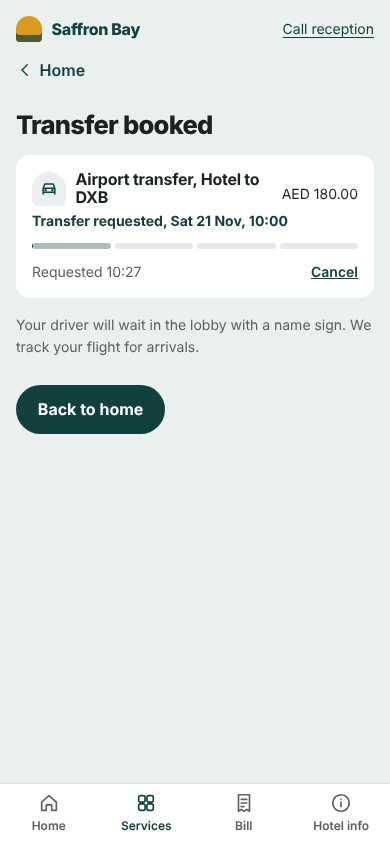 Saffron Bay
Call reception
Home
Transfer booked
Airport transfer, Hotel to
DXB
AED 180.00
Transfer requested, Sat 21 Nov, 10:00
Requested 10:27
Cancel
Your driver will wait in the lobby with a name sign. We
track your flight for arrivals.
Back to home
Home
Services
Bill
Hotel info